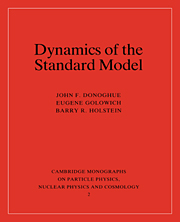 Dynamics of the
Standard Model
JOHN F. DONOGHUE
EUGENE GOLOWICH
BARRY R. HOLSTEIN
CAMBRIDGE MONOGRAPHS
ON PARTICLE PHYSICS,
NUCLEAR PHYSICS AND COSMOLOGY
2